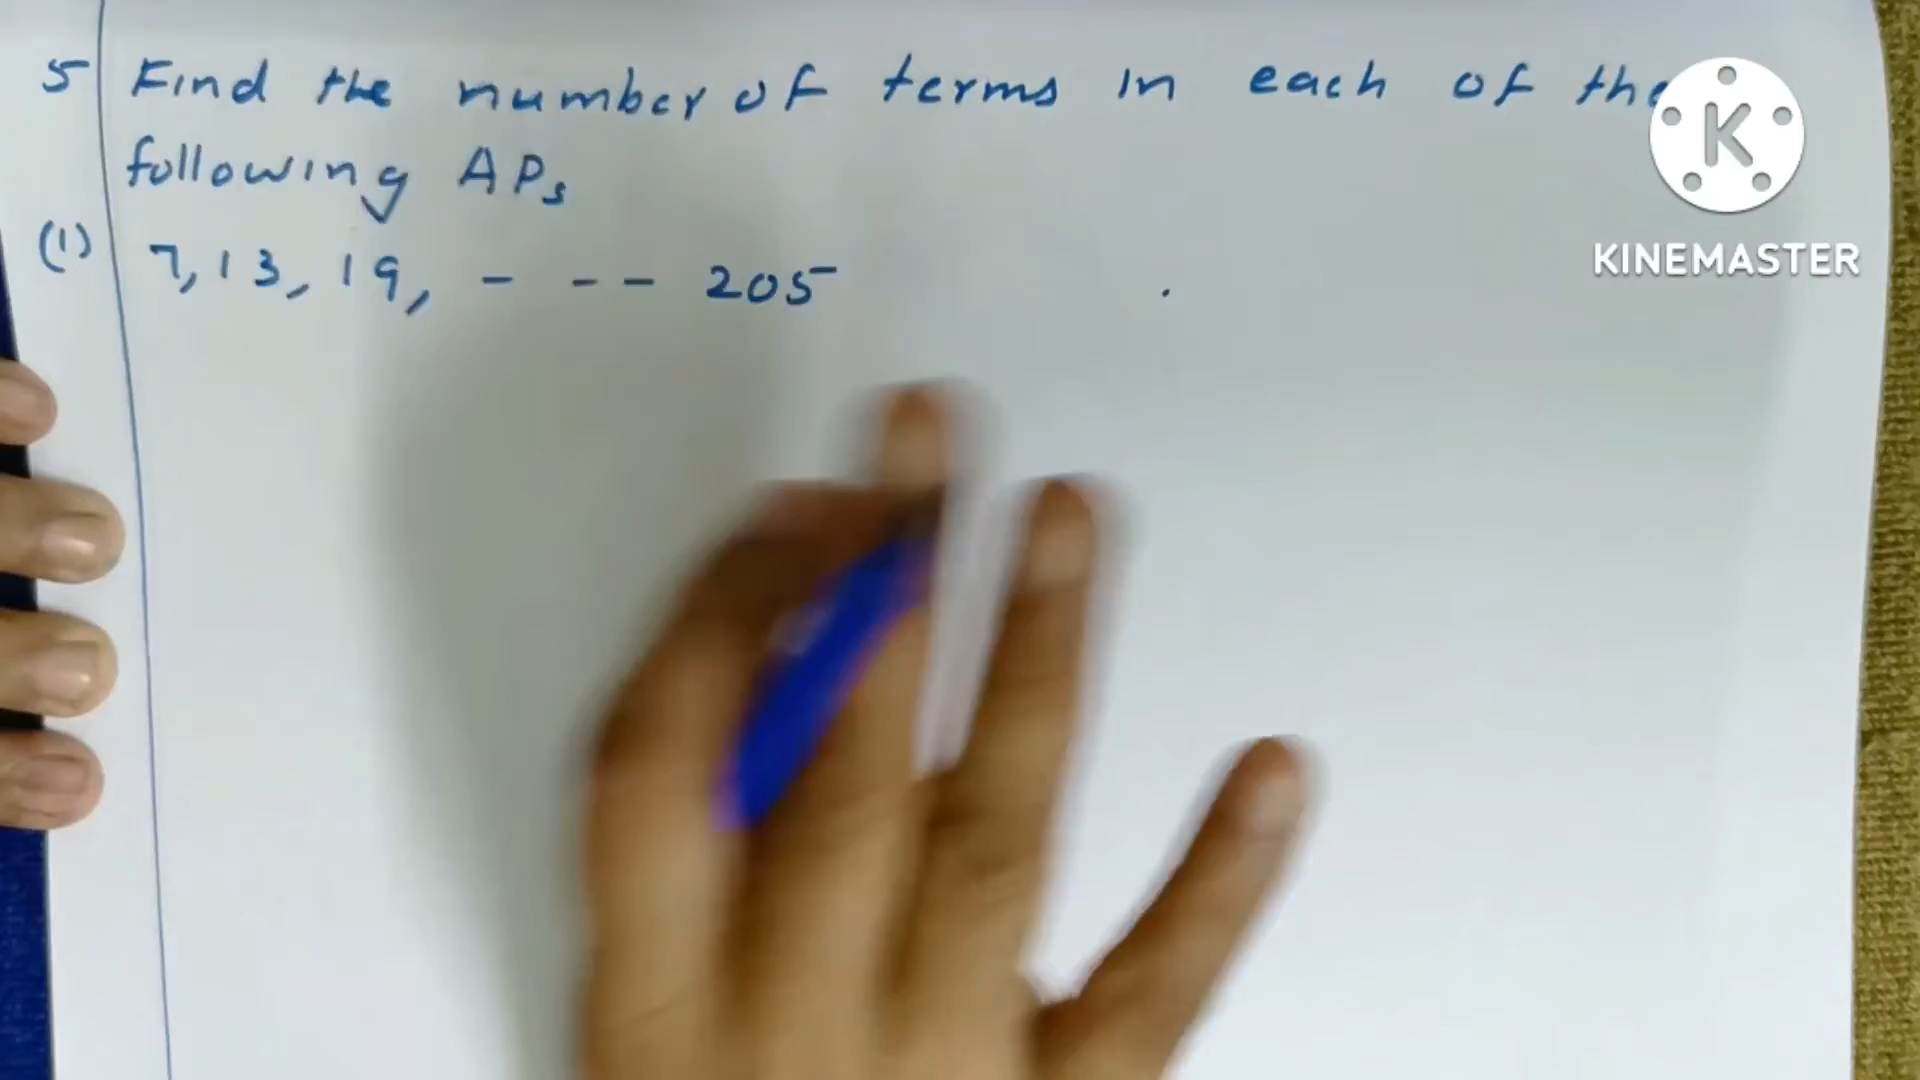 5 Find the number of terms in each of the
following APs
(1) 7, 13, 19, - - - 205
K
KINEMASTER